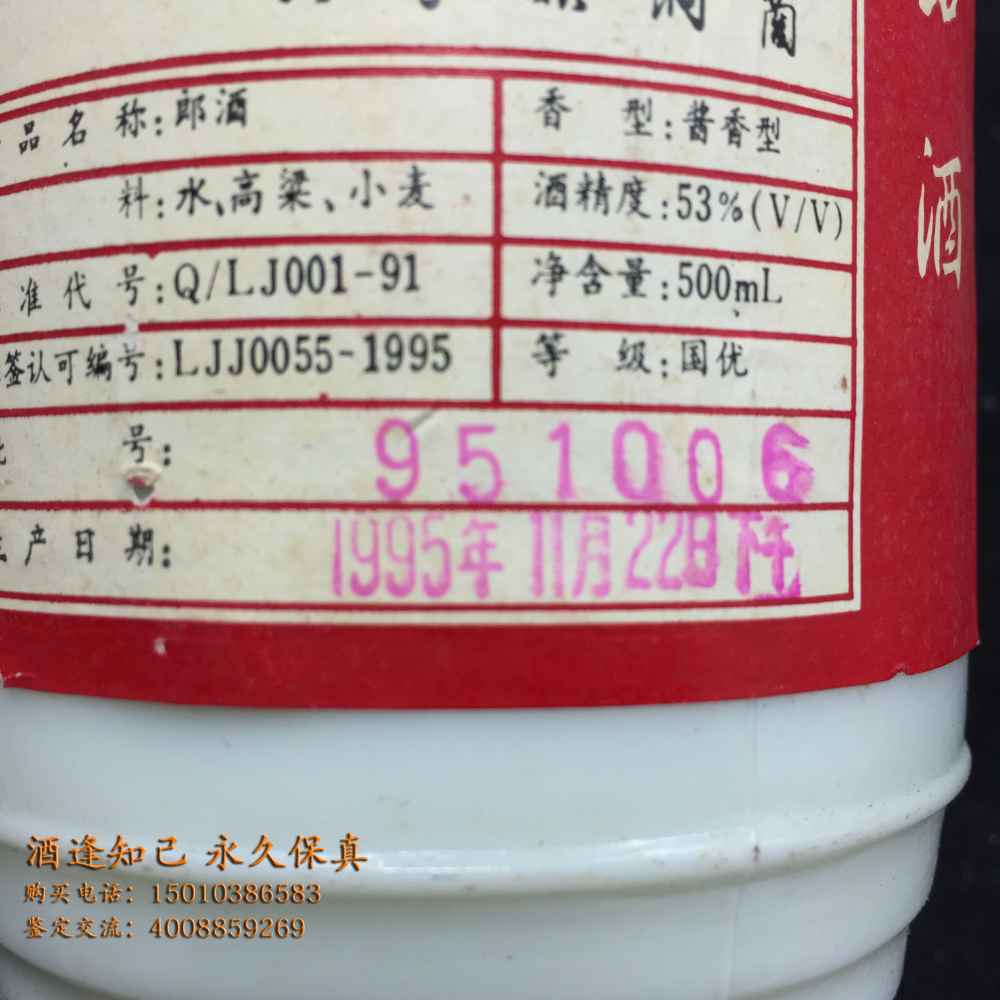 品名称:郎酒
香型:酱香型
料:水、高粱、小麦
酒精度:53%(V/V)
准代号:Q/LJ001-91
净含量:500mL
签认可编号:LJJ0055-1995
等级:国优
号: 951006
产日期: 1995年11月22日
酒
酒逢知己 永久保真
购买电话: 15010386583
鉴定交流: 4008859269